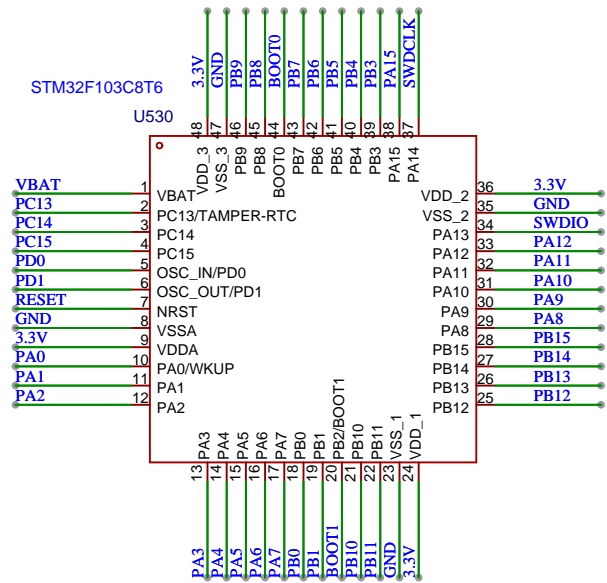 3.3V
GND
PB9
PB8
BOOT0
PB7
PB6
PB5
PB4
PB3
PA15
SWDCLK
STM32F103C8T6
U530
48
47
46
45
44
43
42
41
40
39
38
37
VDD_3
VSS_3
PB9
PB8
BOOT0
PB7
PB6
PB5
PB4
PB3
PA15
PA14
VBAT 1 VBAT
PC13 2 PC13/TAMPER-RTC
PC14 3 PC14
PC15 4 PC15
PD0 5 OSC_IN/PD0
PD1 6 OSC_OUT/PD1
RESET 7 NRST
GND 8 VSSA
3.3V 9 VDDA
PA0 10 PA0/WKUP
PA1 11 PA1
PA2 12 PA2
VDD_2 36 3.3V
VSS_2 35 GND
PA13 34 SWDIO
PA12 33 PA12
PA11 32 PA11
PA10 31 PA10
PA9 30 PA9
PA8 29 PA8
PB15 28 PB15
PB14 27 PB14
PB13 26 PB13
PB12 25 PB12
PA3
PA4
PA5
PA6
PA7
PB0
PB1
PB2/BOOT1
PB10
PB11
VSS_1
VDD_1
13
14
15
16
17
18
19
20
21
22
23
24
PA3
PA4
PA5
PA6
PA7
PB0
PB1
BOOT1
PB10
PB11
GND
3.3V